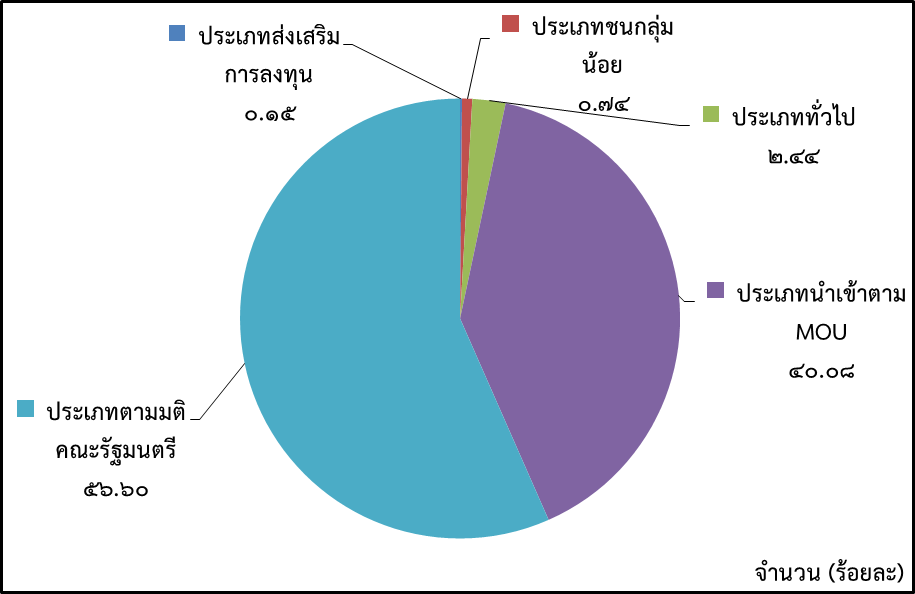 ประเภทส่งเสริม
การลงทุน
๐.๑๕
ประเภทชนกลุ่ม
น้อย
๐.๗๔
ประเภททั่วไป
๒.๔๔
ประเภทนำเข้าตาม
MOU
๔๐.๐๘
ประเภทตามมติ
คณะรัฐมนตรี
๕๖.๖๐
จำนวน (ร้อยละ)